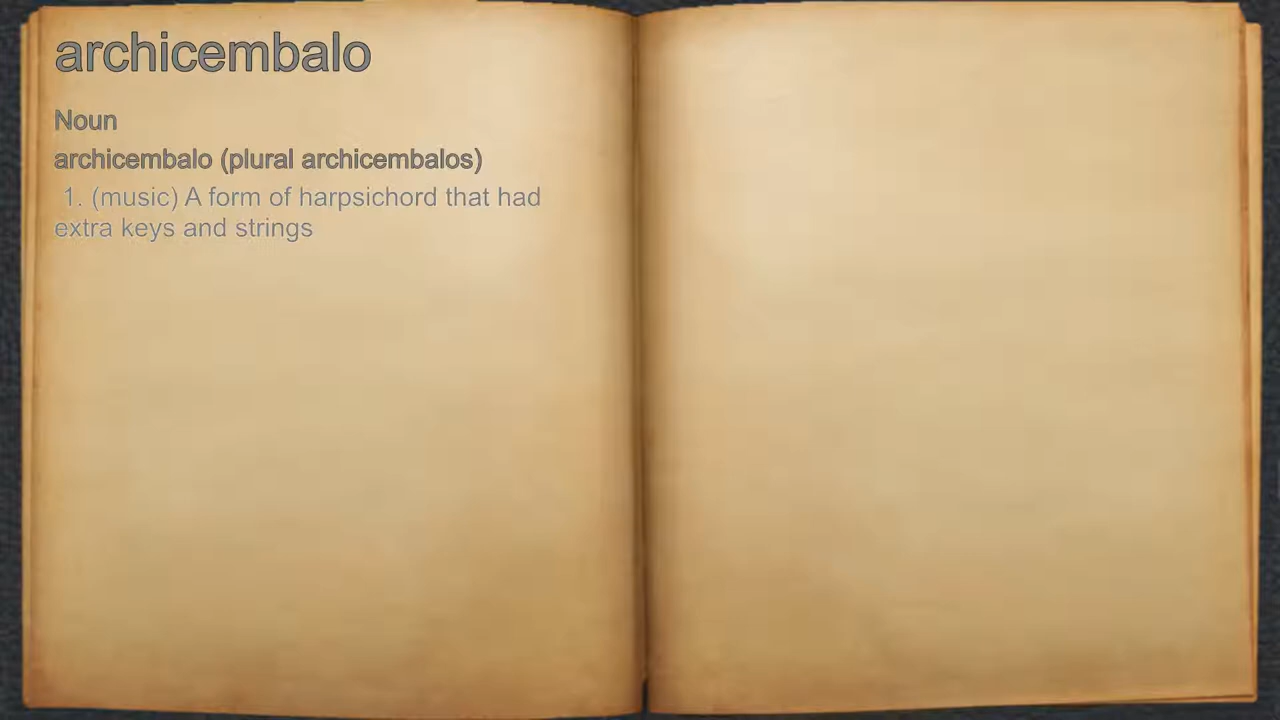 archicembalo
Noun
archicembalo (plural archicembalos)
1. (music) A form of harpsichord that had
extra keys and strings